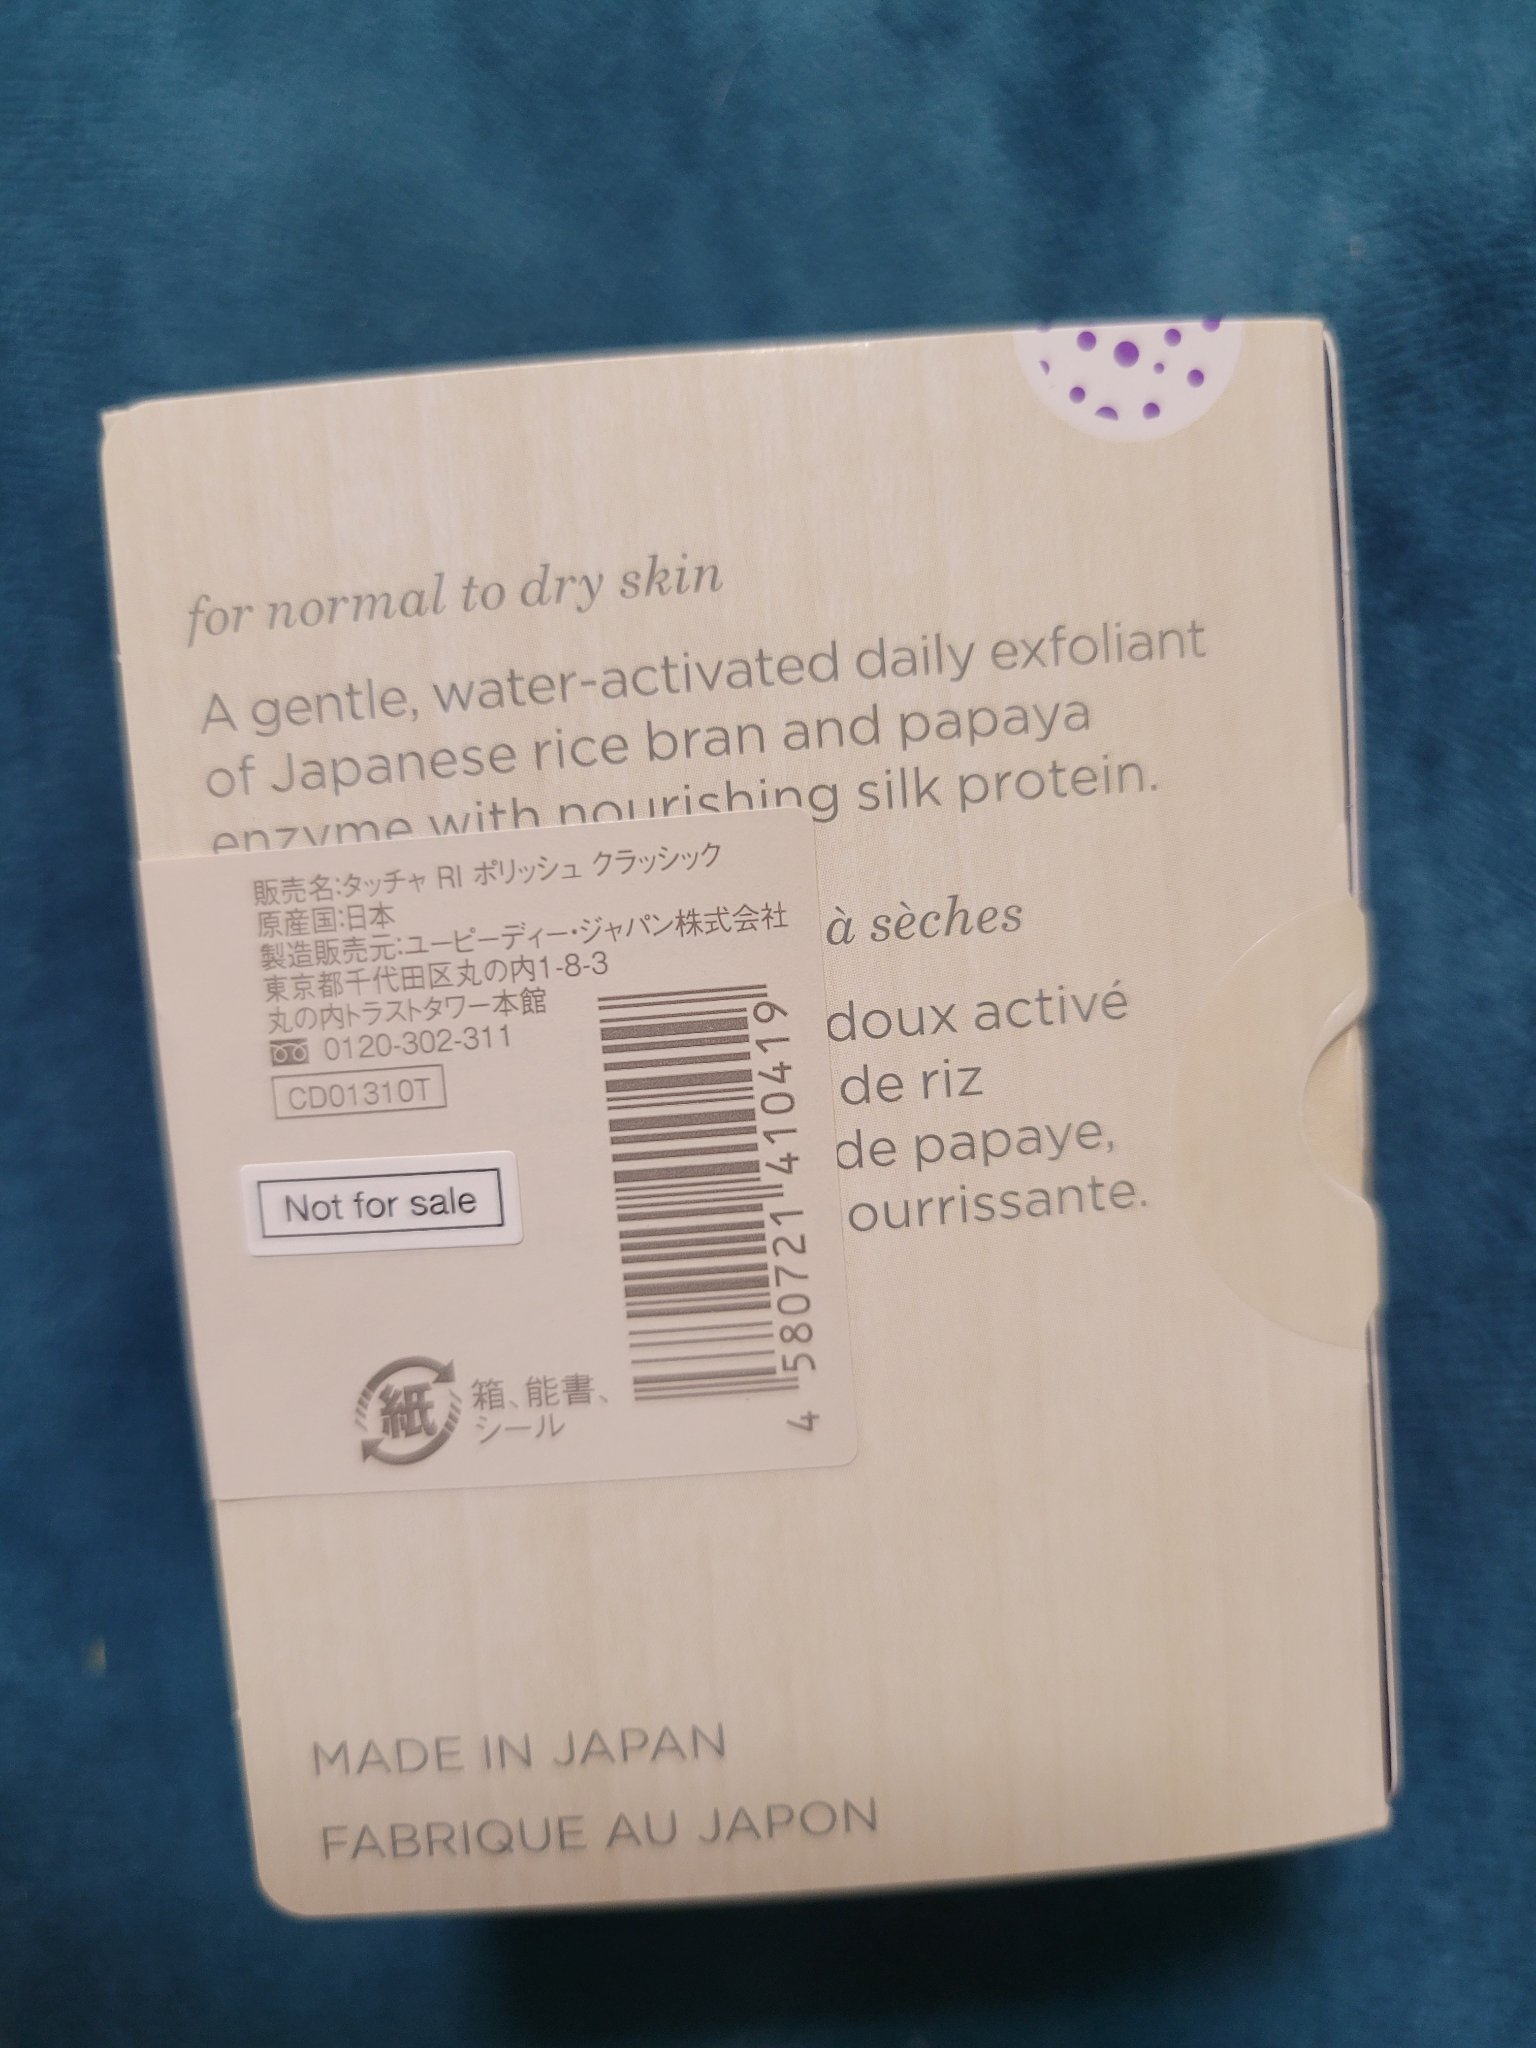 for normal to dry skin
A gentle, water-activated daily exfoliant
of Japanese rice bran and papaya
enzyme with nourishing silk protein.
販売名:タッチャ RI ポリッシュ クラッシック
原産国:日本
製造販売元:ユーピーディー・ジャパン株式会社
東京都千代田区丸の内1-8-3
丸の内トラストタワー本館
0120-302-311
CD01310T
Not for sale
紙
箱、能書、
シール
4 580721 410419
à sèches
doux activé
de riz
de papaye,
ourrissante.
MADE IN JAPAN
FABRIQUE AU JAPON